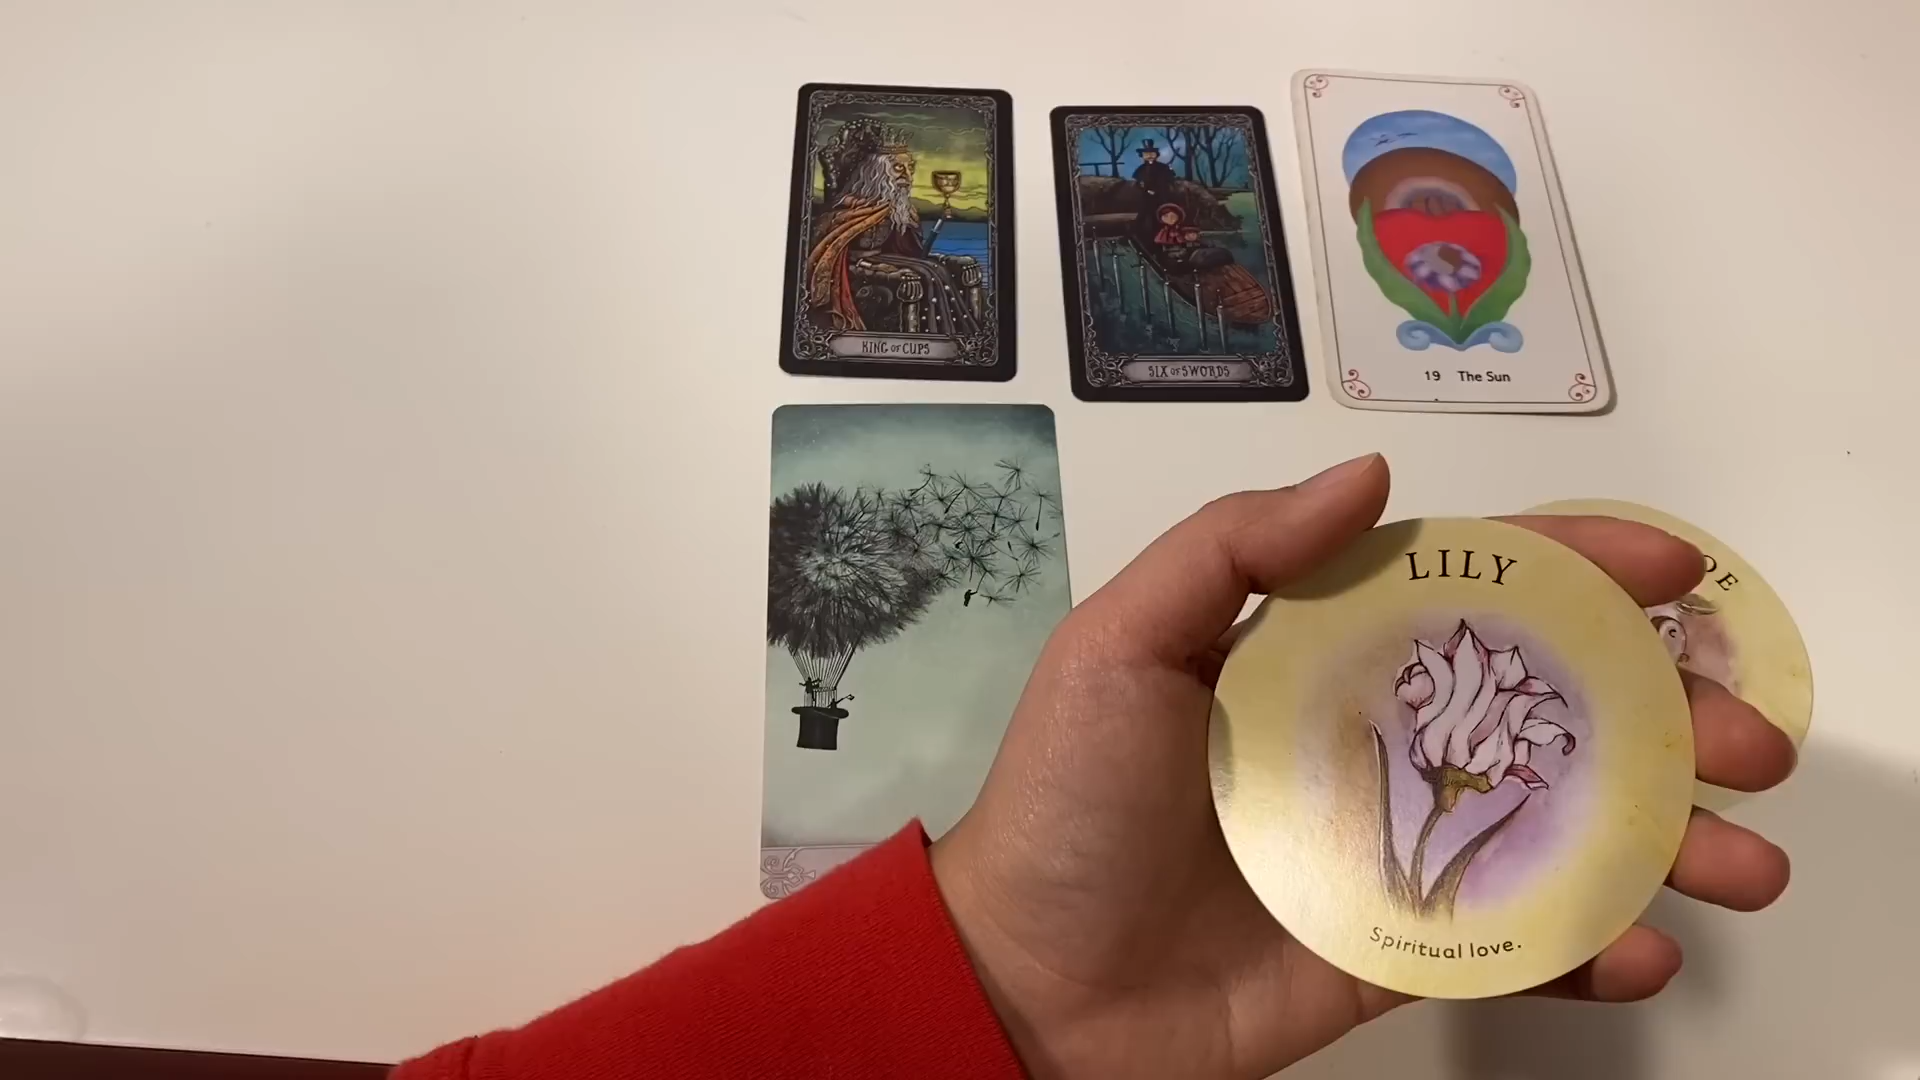 KING OF CUPS
SIX OF SWORDS
19 The Sun
LILY
Spiritual love.